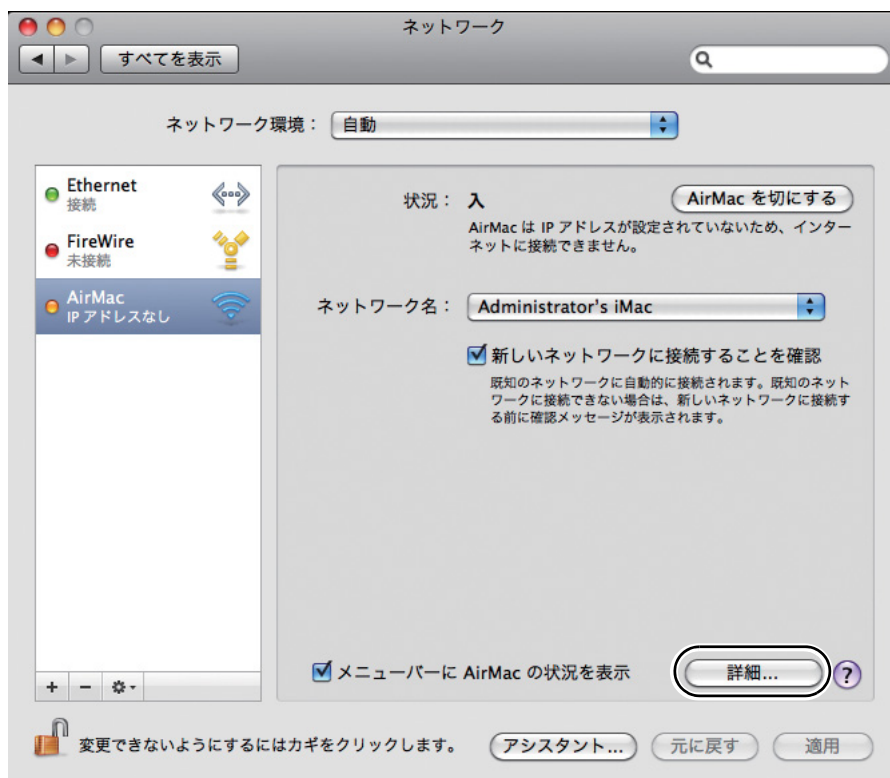 ネットワーク
すべてを表示
ネットワーク環境： 自動
Ethernet
接続
FireWire
未接続
AirMac
IP アドレスなし
状況： 入
AirMac を切にする
AirMac は IP アドレスが設定されていないため、インター
ネットに接続できません。
ネットワーク名： Administrator's iMac
新しいネットワークに接続することを確認
既知のネットワークに自動的に接続されます。既知のネット
ワークに接続できない場合は、新しいネットワークに接続す
る前に確認メッセージが表示されます。
メニューバーに AirMac の状況を表示
詳細...
?
変更できないようにするにはカギをクリックします。
アシスタント...
元に戻す
適用